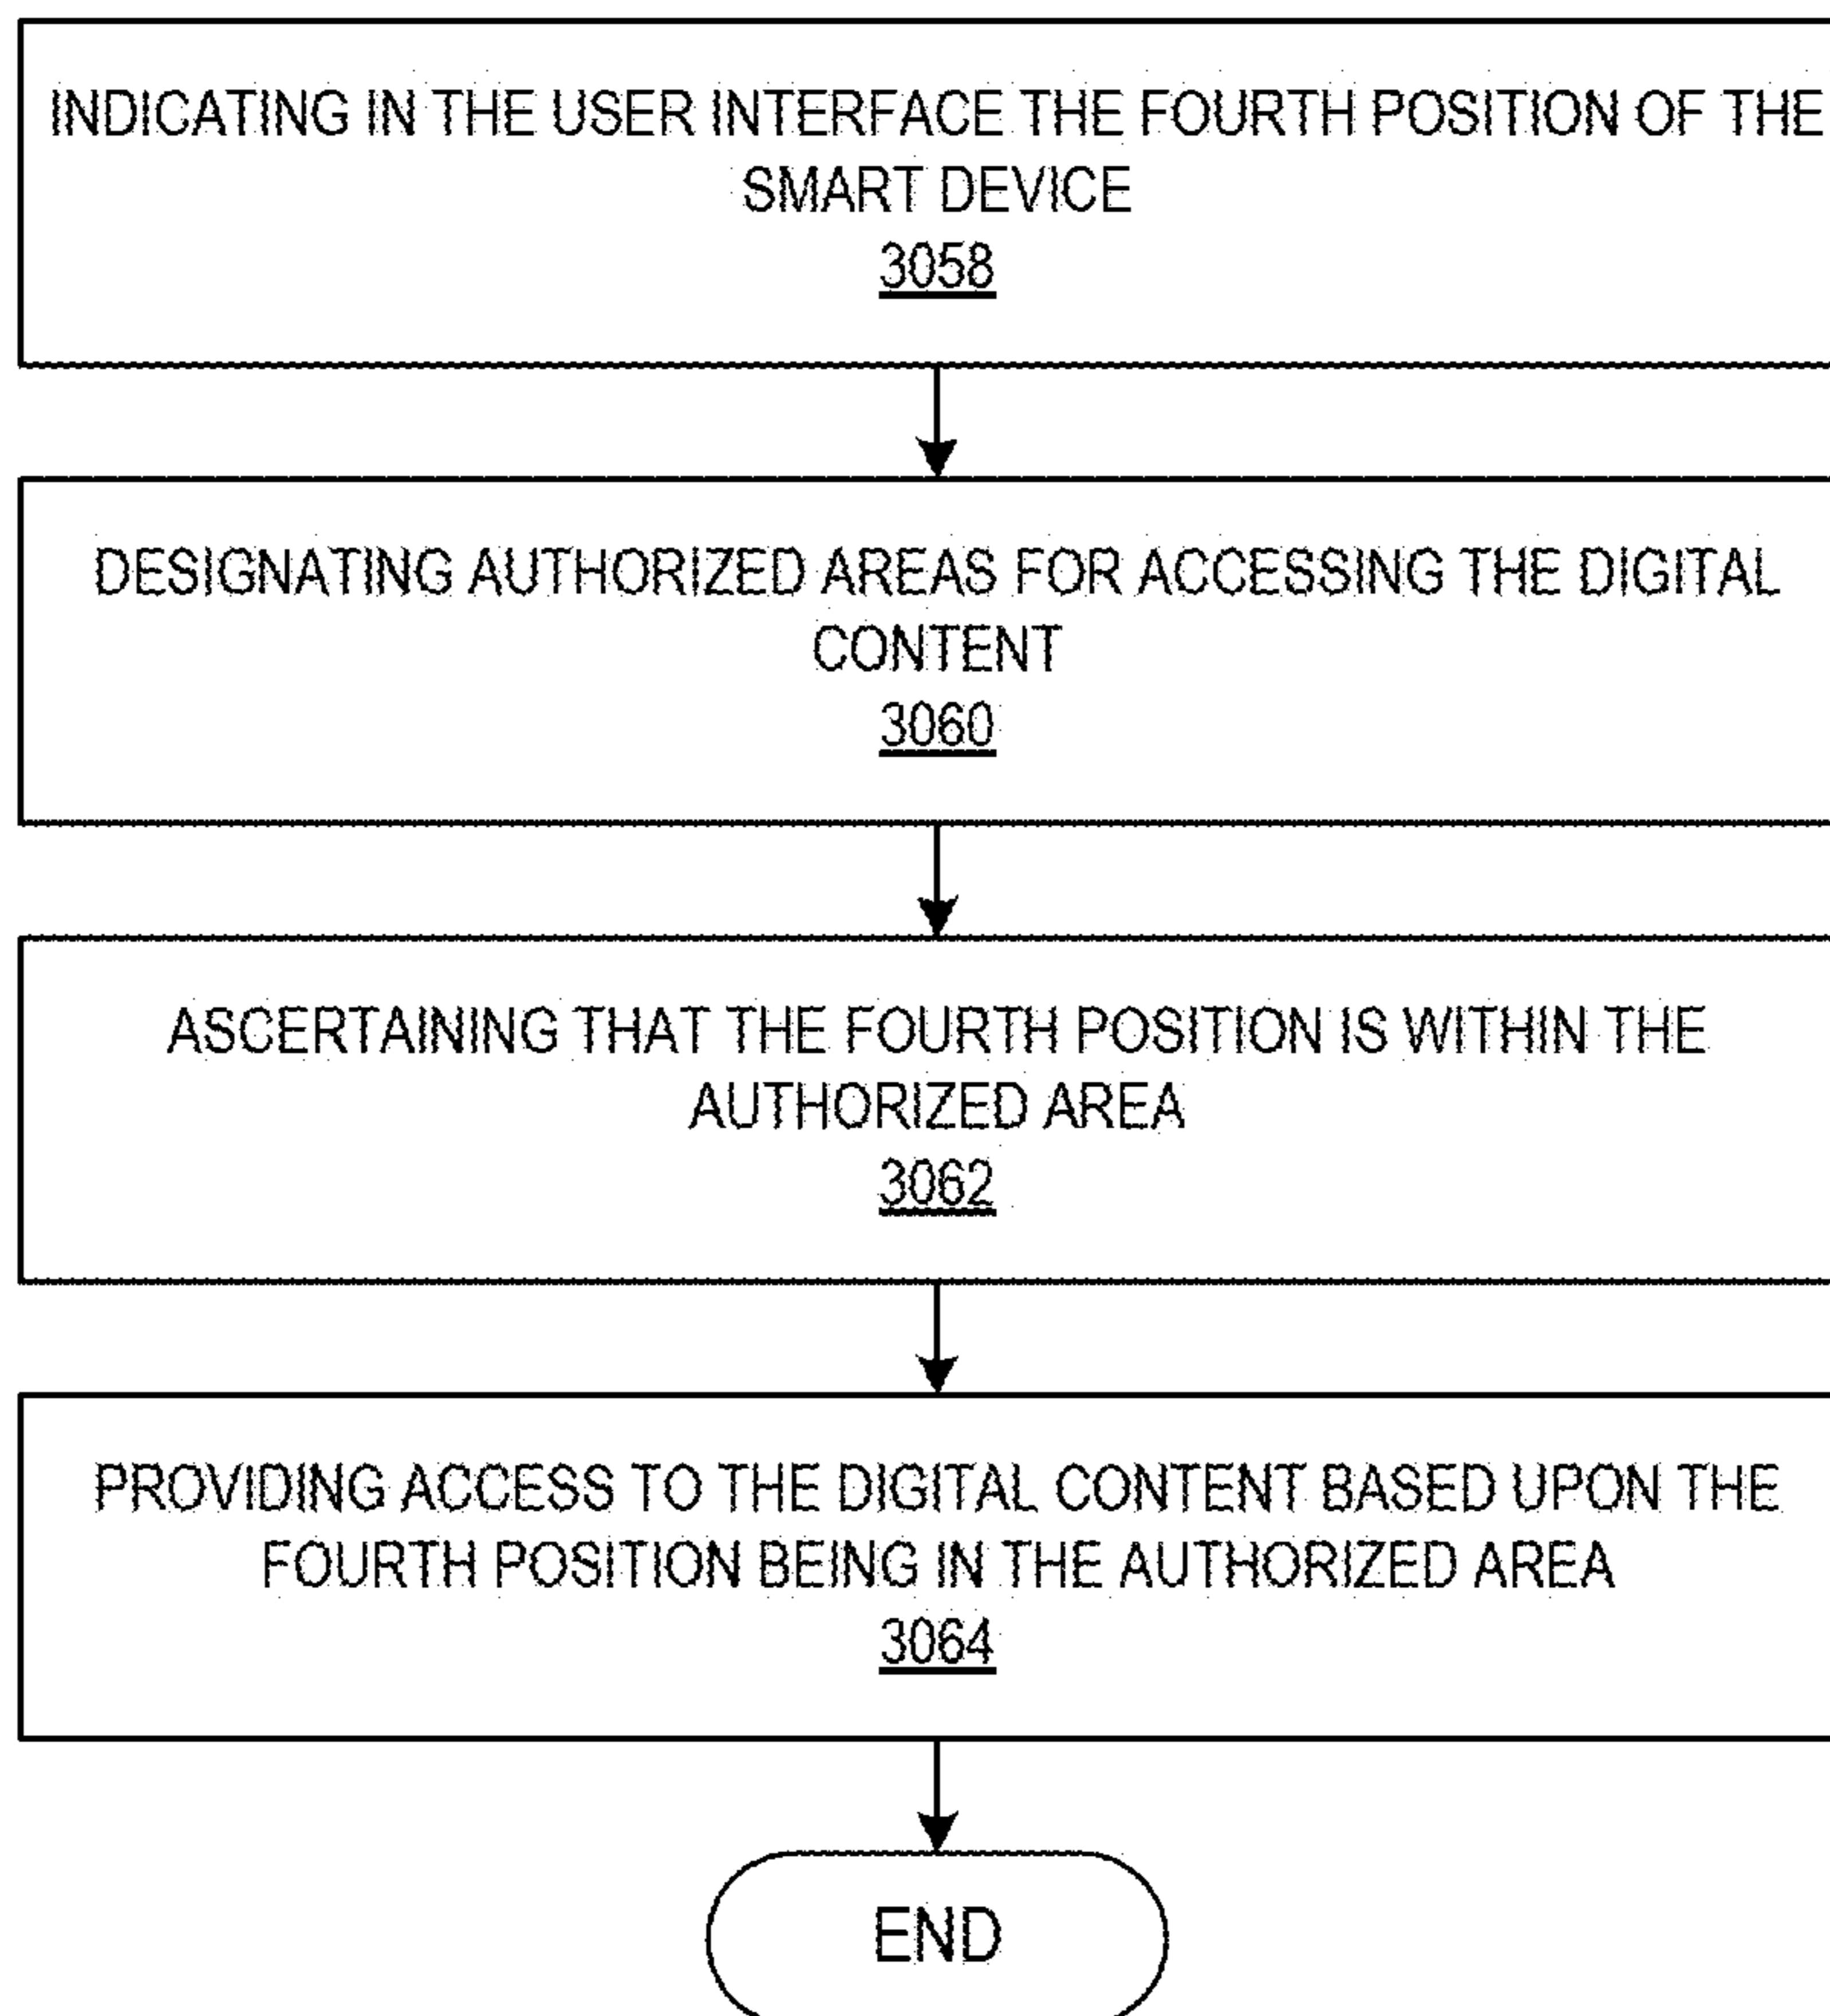 INDICATING IN THE USER INTERFACE THE FOURTH POSITION OF THE
SMART DEVICE
3058
DESIGNATING AUTHORIZED AREAS FOR ACCESSING THE DIGITAL
CONTENT
3060
ASCERTAINING THAT THE FOURTH POSITION IS WITHIN THE
AUTHORIZED AREA
3062
PROVIDING ACCESS TO THE DIGITAL CONTENT BASED UPON THE
FOURTH POSITION BEING IN THE AUTHORIZED AREA
3064
END